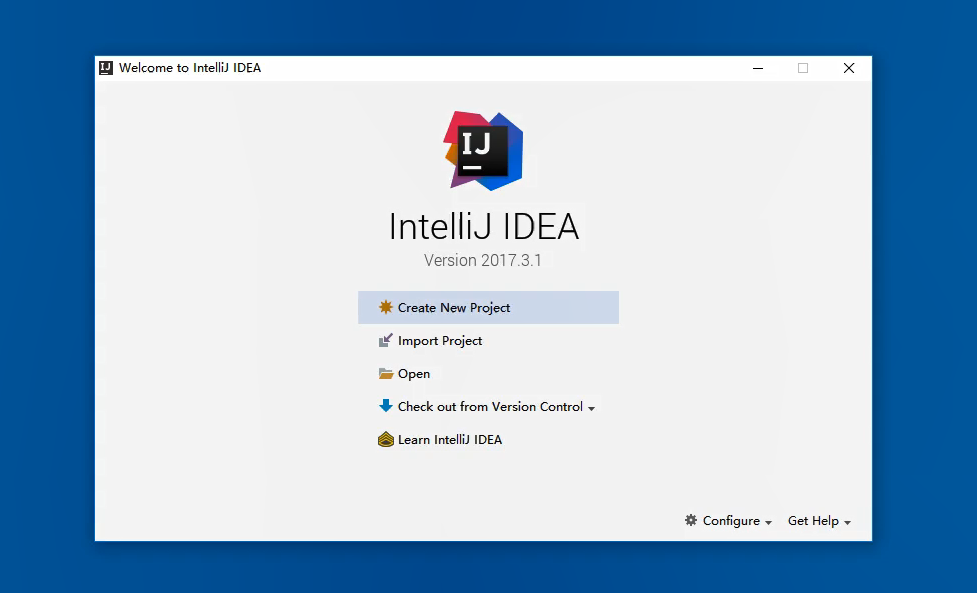 IJ Welcome to IntelliJ IDEA
IJ
IntelliJ IDEA
Version 2017.3.1
Create New Project
Import Project
Open
Check out from Version Control
Learn IntelliJ IDEA
Configure Get Help